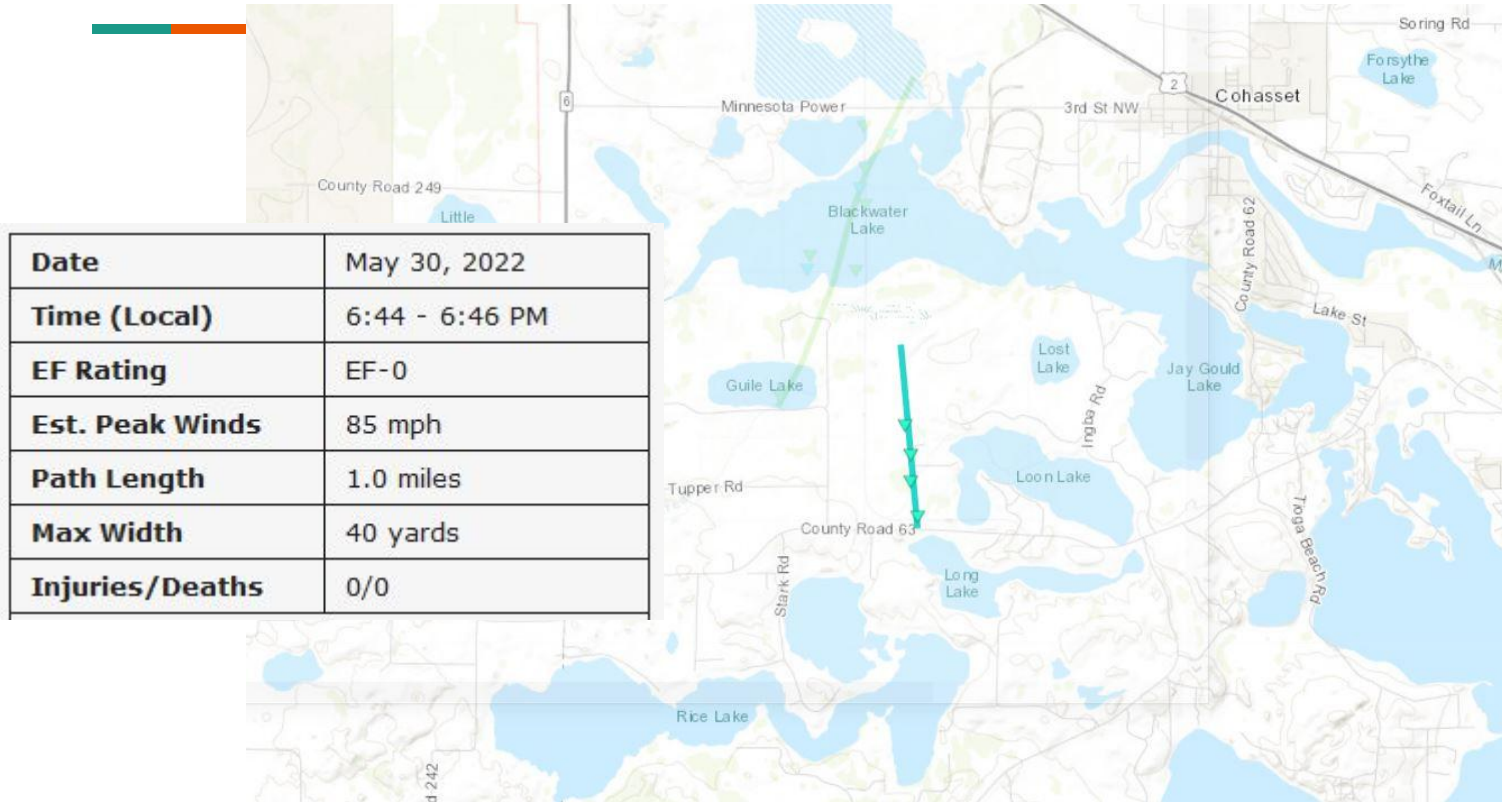 Soring Rd
Forsythe
Lake
6
Minnesota Power
3rd St NW
2
Cohasset
County Road 249
Little
Blackwater
Lake
County Road 62
Foxtail Ln
Date May 30, 2022
Time (Local) 6:44 - 6:46 PM
EF Rating EF-0
Est. Peak Winds 85 mph
Path Length 1.0 miles
Max Width 40 yards
Injuries/Deaths 0/0
Lake St
Lost
Lake
Jay Gould
Lake
Guile Lake
Ingba Rd
Loon Lake
Tupper Rd
County Road 63
Tioga Beach Rd
Stark Rd
Long
Lake
Rice Lake
242